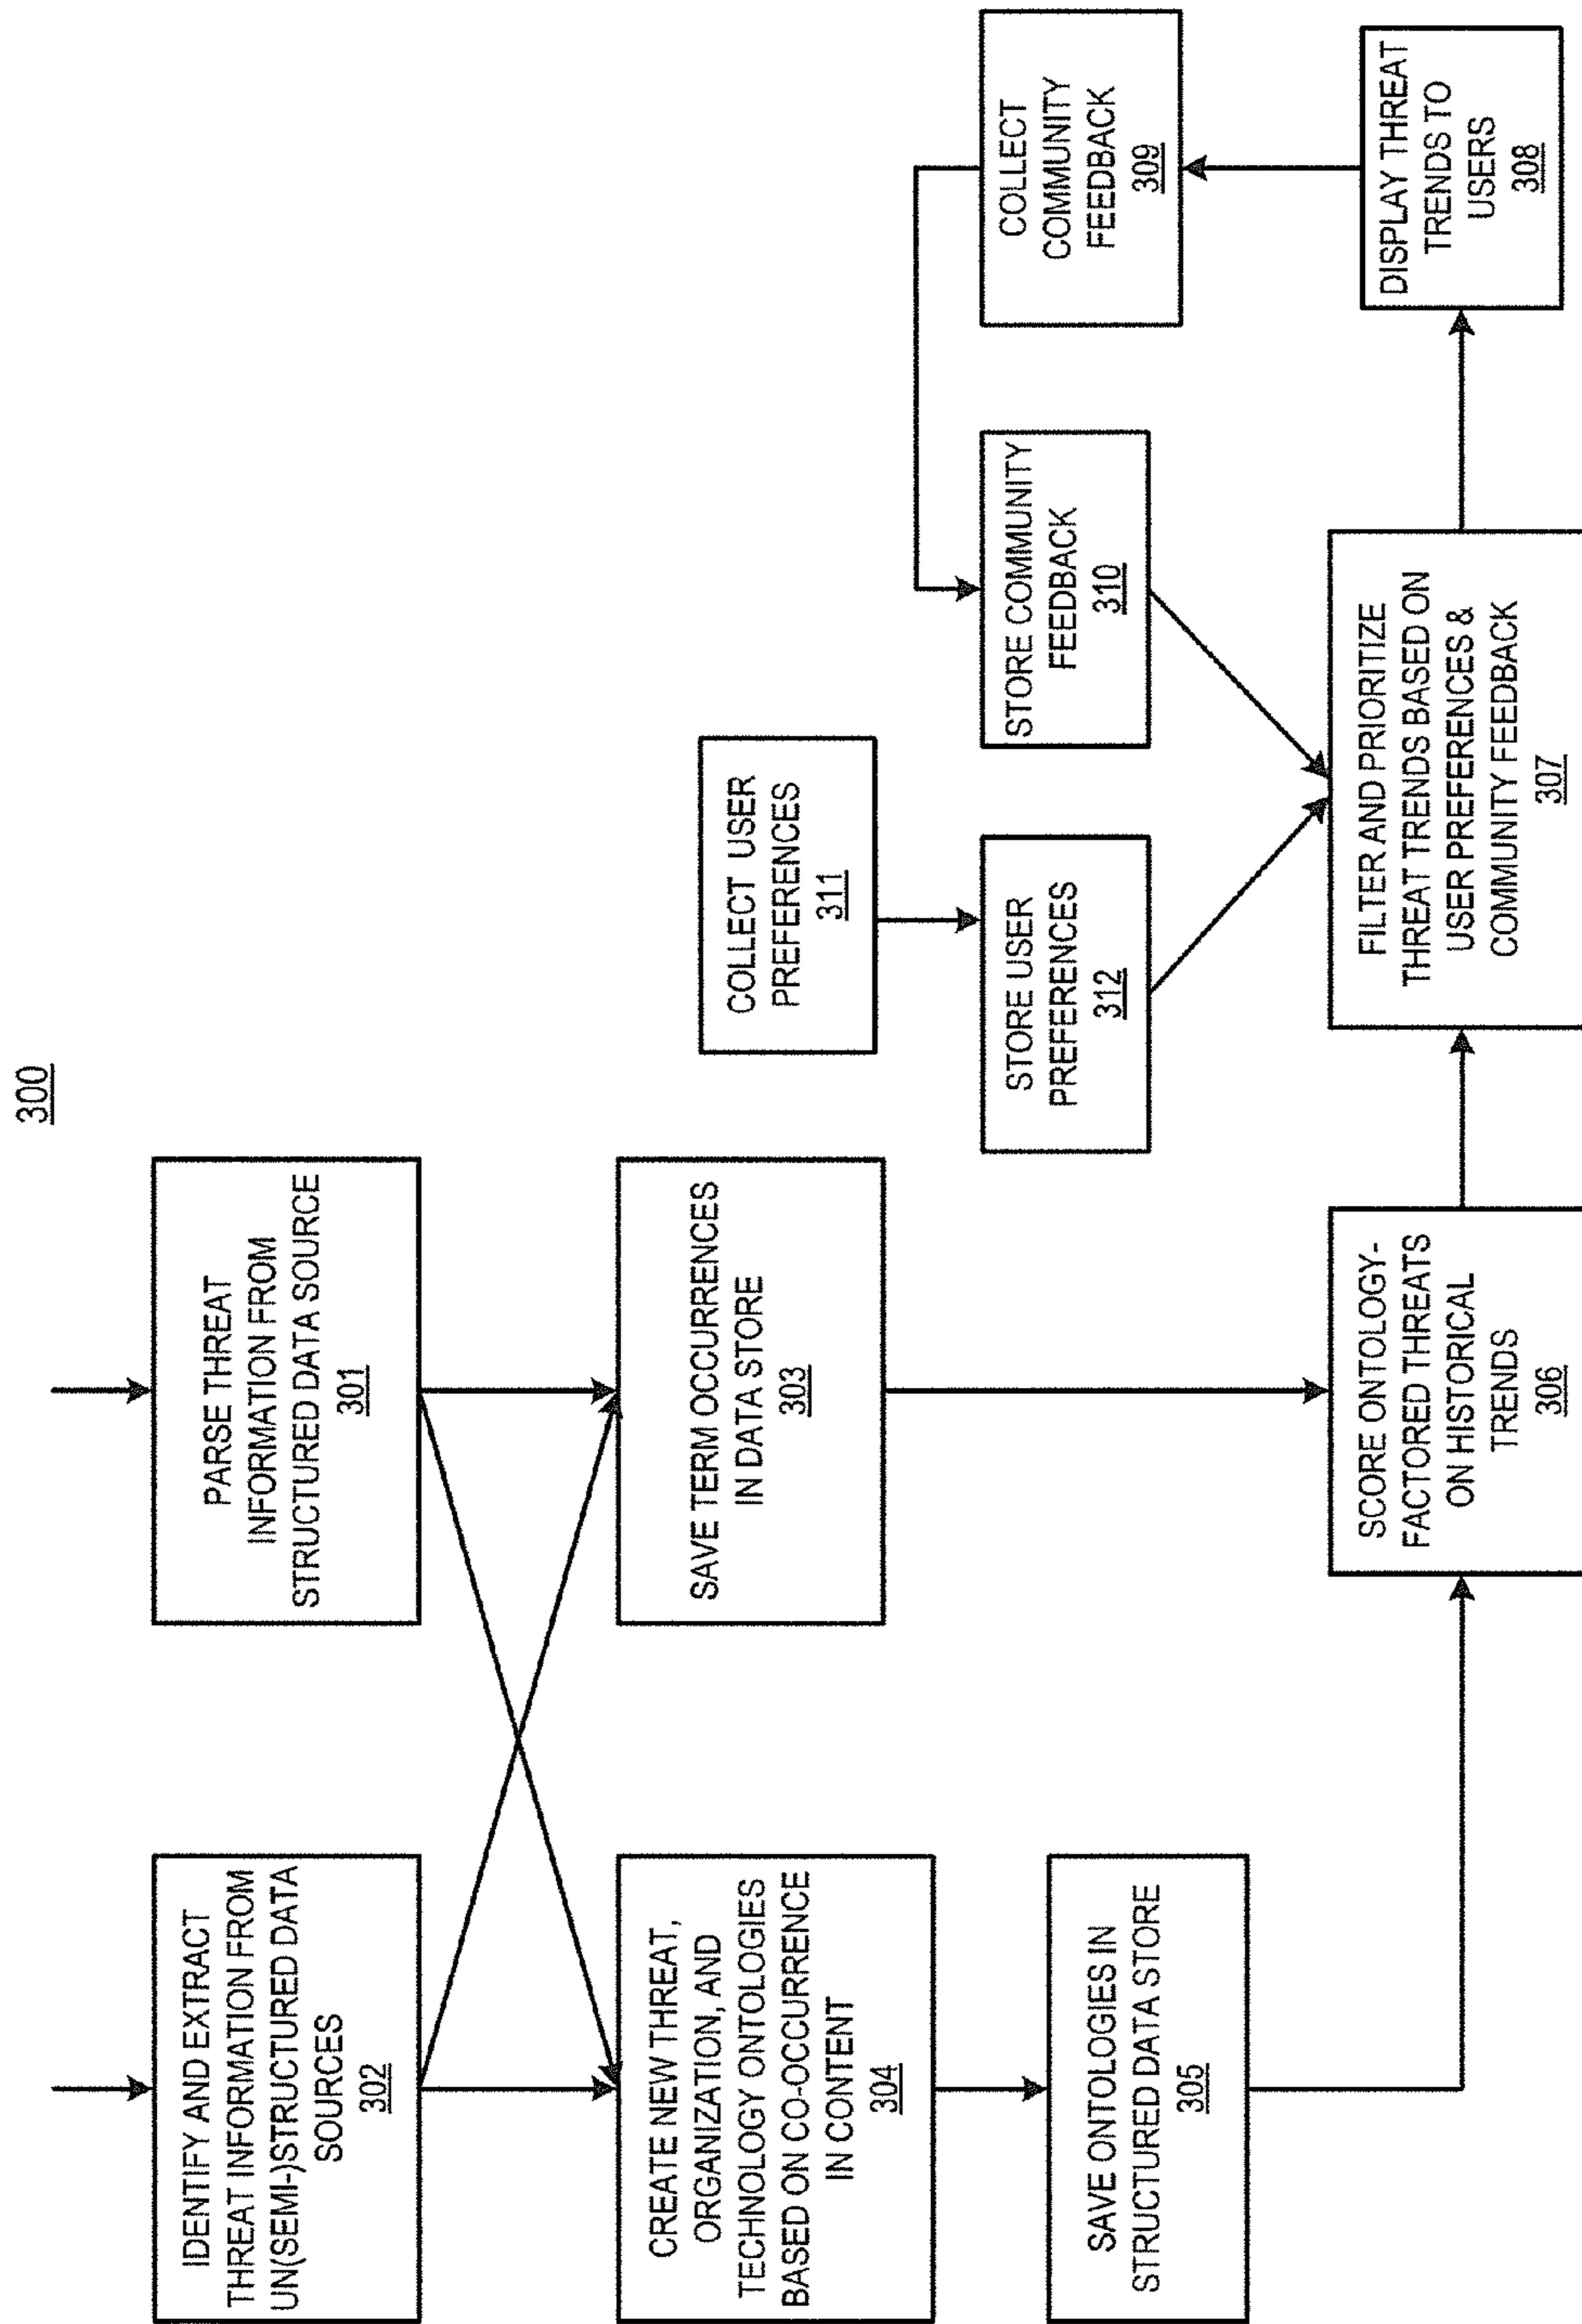 300
IDENTIFY AND EXTRACT
THREAT INFORMATION FROM
UN(SEMI-)STRUCTURED DATA
SOURCES
302
PARSE THREAT
INFORMATION FROM
STRUCTURED DATA SOURCE
301
CREATE NEW THREAT,
ORGANIZATION, AND
TECHNOLOGY ONTOLOGIES
BASED ON CO-OCCURRENCE
IN CONTENT
304
SAVE TERM OCCURRENCES
IN DATA STORE
303
COLLECT USER
PREFERENCES
311
SAVE ONTOLOGIES IN
STRUCTURED DATA STORE
305
STORE USER
PREFERENCES
312
STORE COMMUNITY
FEEDBACK
310
COLLECT
COMMUNITY
FEEDBACK
309
SCORE ONTOLOGY-
FACTORED THREATS
ON HISTORICAL
TRENDS
306
FILTER AND PRIORITIZE
THREAT TRENDS BASED ON
USER PREFERENCES &
COMMUNITY FEEDBACK
307
DISPLAY THREAT
TRENDS TO
USERS
308